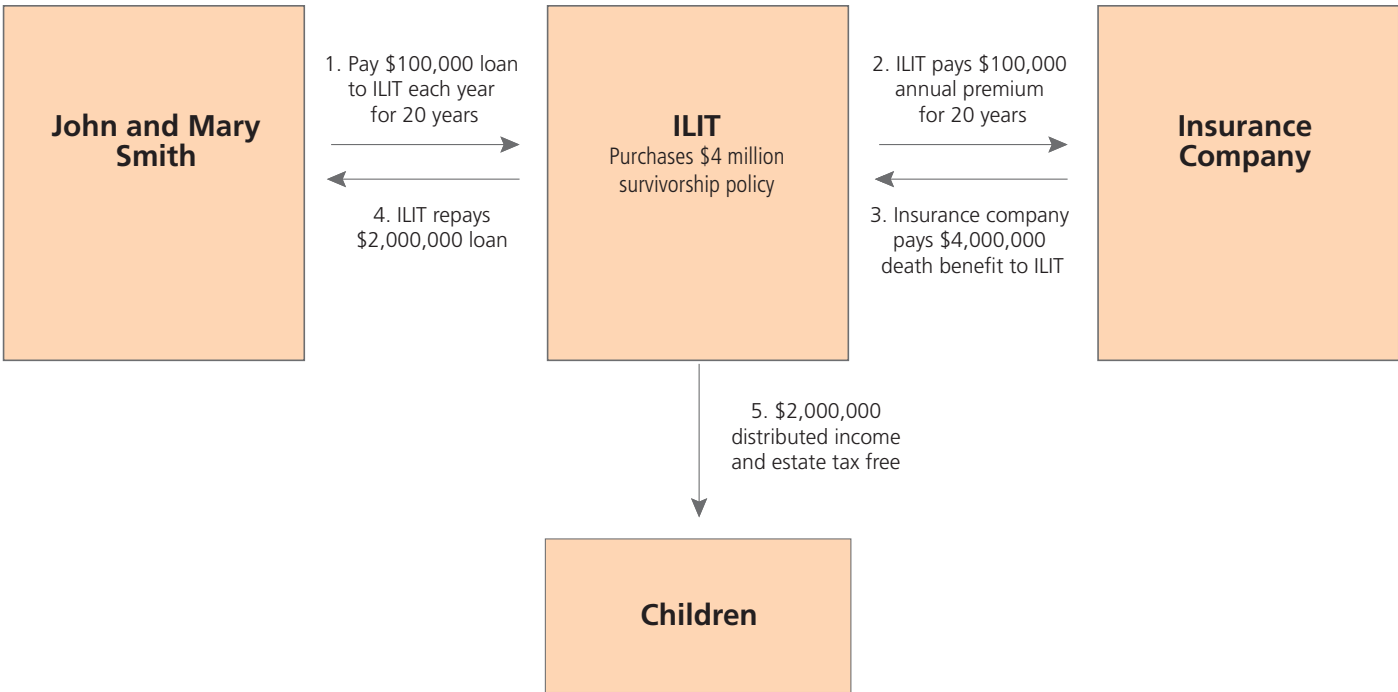 John and Mary
Smith
1. Pay $100,000 loan
to ILIT each year
for 20 years
4. ILIT repays
$2,000,000 loan
ILIT
Purchases $4 million
survivorship policy
2. ILIT pays $100,000
annual premium
for 20 years
3. Insurance company
pays $4,000,000
death benefit to ILIT
Insurance
Company
5. $2,000,000
distributed income
and estate tax free
Children